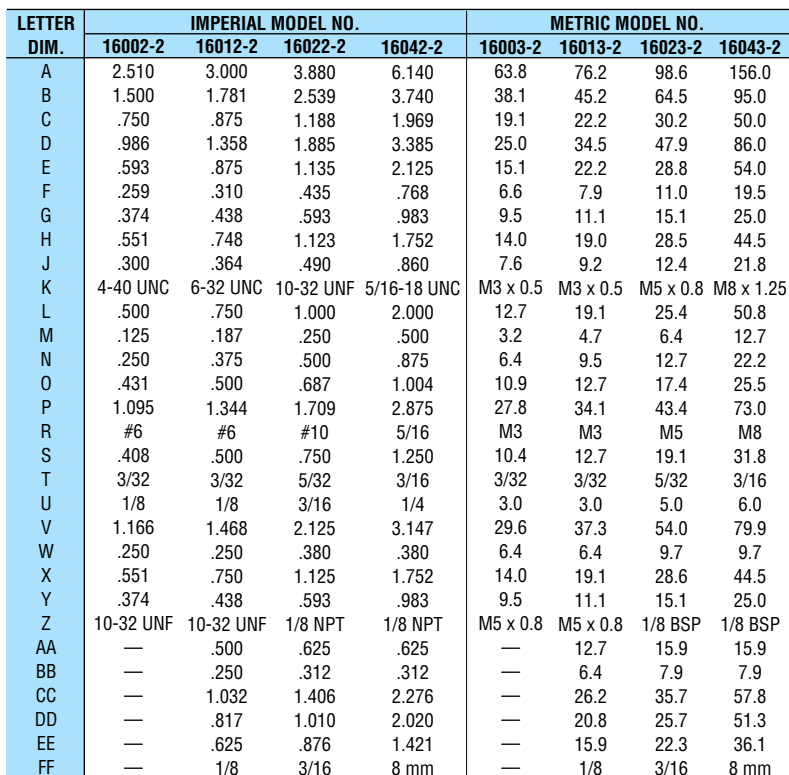 LETTER IMPERIAL MODEL NO. METRIC MODEL NO.
DIM. 16002-2 16012-2 16022-2 16042-2 16003-2 16013-2 16023-2 16043-2
A 2.510 3.000 3.880 6.140 63.8 76.2 98.6 156.0
B 1.500 1.781 2.539 3.740 38.1 45.2 64.5 95.0
C .750 .875 1.188 1.969 19.1 22.2 30.2 50.0
D .986 1.358 1.885 3.385 25.0 34.5 47.9 86.0
E .593 .875 1.135 2.125 15.1 22.2 28.8 54.0
F .259 .310 .435 .768 6.6 7.9 11.0 19.5
G .374 .438 .593 .983 9.5 11.1 15.1 25.0
H .551 .748 1.123 1.752 14.0 19.0 28.5 44.5
J .300 .364 .490 .860 7.6 9.2 12.4 21.8
K 4-40 UNC 6-32 UNC 10-32 UNF 5/16-18 UNC M3 x 0.5 M3 x 0.5 M5 x 0.8 M8 x 1.25
L .500 .750 1.000 2.000 12.7 19.1 25.4 50.8
M .125 .187 .250 .500 3.2 4.7 6.4 12.7
N .250 .375 .500 .875 6.4 9.5 12.7 22.2
O .431 .500 .687 1.004 10.9 12.7 17.4 25.5
P 1.095 1.344 1.709 2.875 27.8 34.1 43.4 73.0
R #6 #6 #10 5/16 M3 M3 M5 M8
S .408 .500 .750 1.250 10.4 12.7 19.1 31.8
T 3/32 3/32 5/32 3/16 3/32 3/32 5/32 3/16
U 1/8 1/8 3/16 1/4 3.0 3.0 5.0 6.0
V 1.166 1.468 2.125 3.147 29.6 37.3 54.0 79.9
W .250 .250 .380 .380 6.4 6.4 9.7 9.7
X .551 .750 1.125 1.752 14.0 19.1 28.6 44.5
Y .374 .438 .593 .983 9.5 11.1 15.1 25.0
Z 10-32 UNF 10-32 UNF 1/8 NPT 1/8 NPT M5 x 0.8 M5 x 0.8 1/8 BSP 1/8 BSP
AA — .500 .625 .625 — 12.7 15.9 15.9
BB — .250 .312 .312 — 6.4 7.9 7.9
CC — 1.032 1.406 2.276 — 26.2 35.7 57.8
DD — .817 1.010 2.020 — 20.8 25.7 51.3
EE — .625 .876 1.421 — 15.9 22.3 36.1
FF — 1/8 3/16 8 mm — 1/8 3/16 8 mm